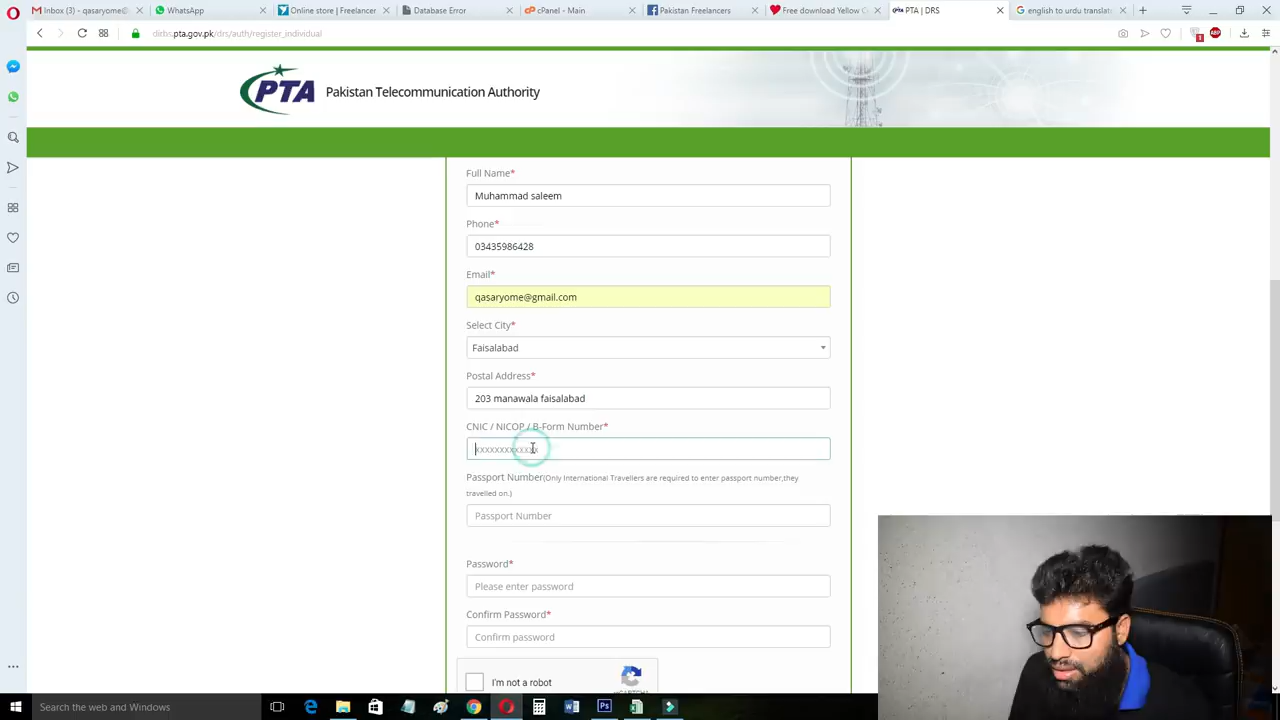 Inbox (3) - qasaryome@
WhatsApp
Online store | Freelancer
Database Error
cPanel - Main
Pakistan Freelancers
Free download Yellow C
PTA | DRS
english to urdu translat
dirbs.pta.gov.pk/drs/auth/register_individual
1
ABP
PTA
Pakistan Telecommunication Authority
Full Name*
Muhammad saleem
Phone*
03435986428
Email*
qasaryome@gmail.com
Select City*
Faisalabad
Postal Address*
203 manawala faisalabad
CNIC / NICOP / B-Form Number*
xxxxxxxxxxxxx
Passport Number(Only International Travellers are required to enter passport number,they
travelled on.)
Passport Number
Password*
Please enter password
Confirm Password*
Confirm password
I'm not a robot
reCAPTCHA
Search the web and Windows